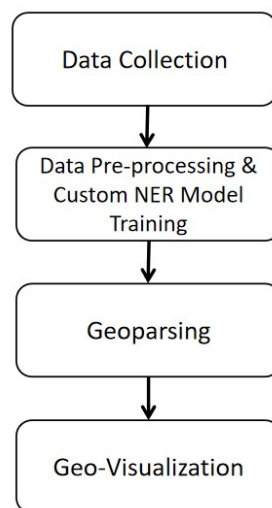 Data Collection
Data Pre-processing &
Custom NER Model
Training
Geoparsing
Geo-Visualization